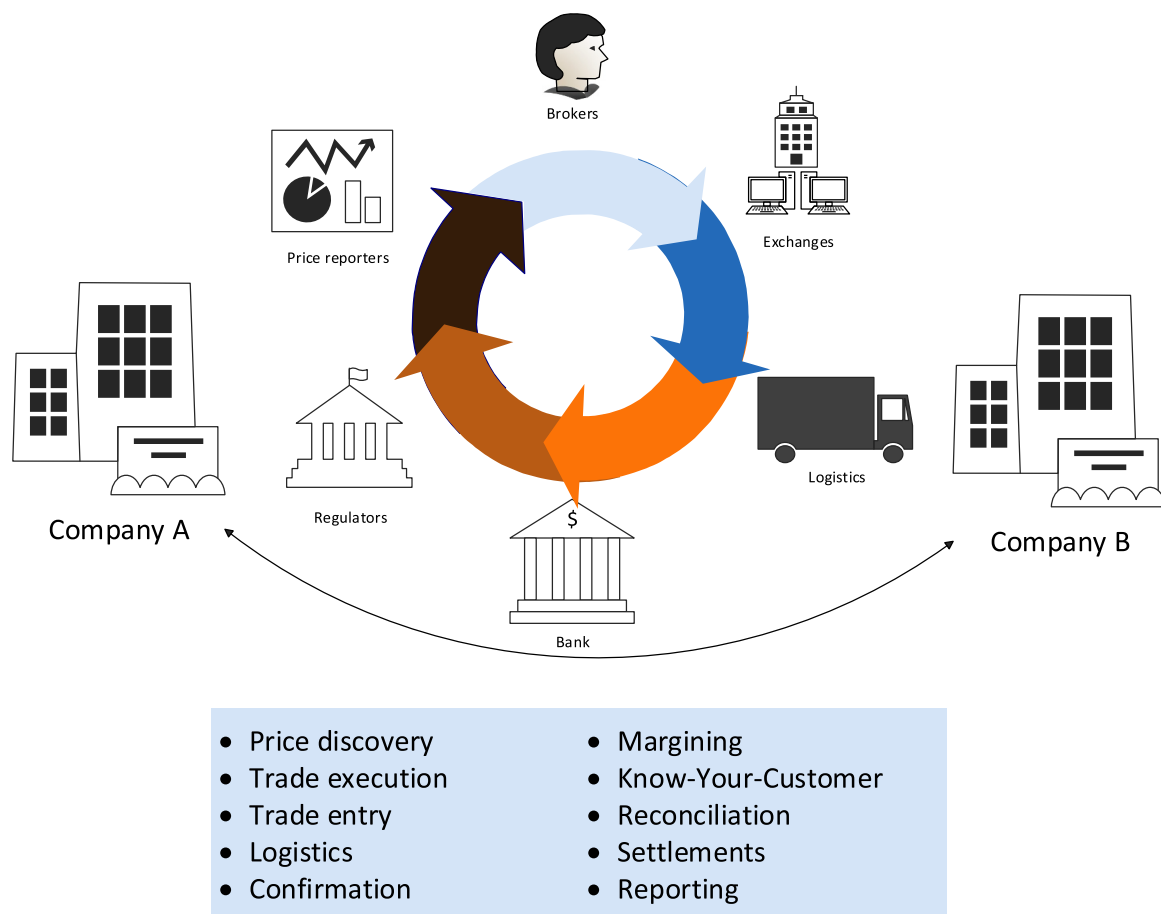 Brokers
Exchanges
Price reporters
Logistics
Regulators
Company A
Company B
$
Bank
• Price discovery
• Trade execution
• Trade entry
• Logistics
• Confirmation
• Margining
• Know-Your-Customer
• Reconciliation
• Settlements
• Reporting